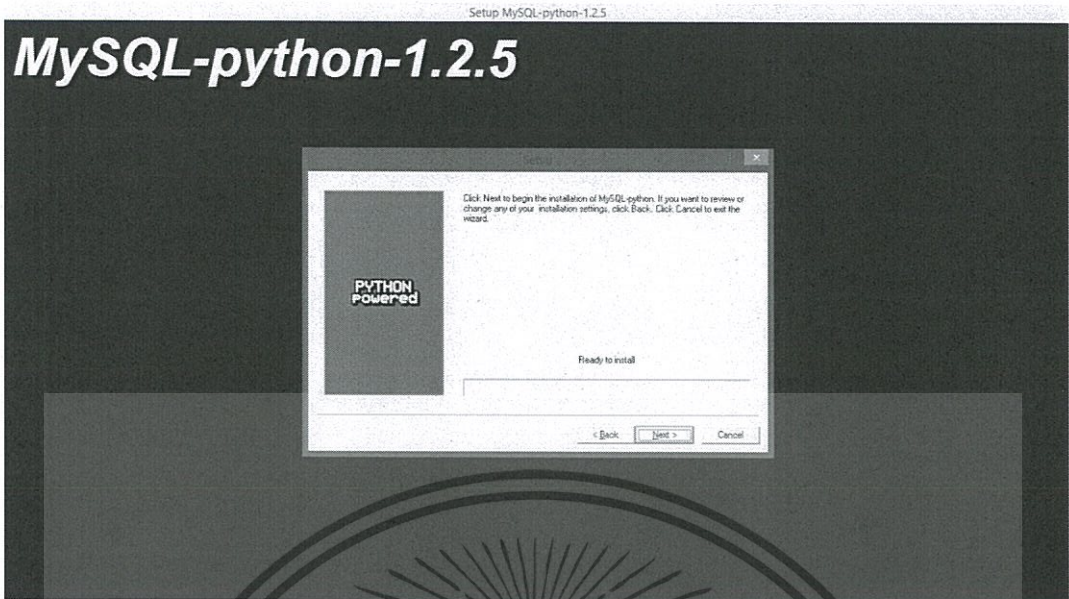 Setup MySQL-python-1.2.5
MySQL-python-1.2.5
Setup
Click Next to begin the installation of MySQL-python. If you want to review or
change any of your installation settings, click Back. Click Cancel to exit the
wizard.
PYTHON
Powered
Ready to install
< Back
Next >
Cancel